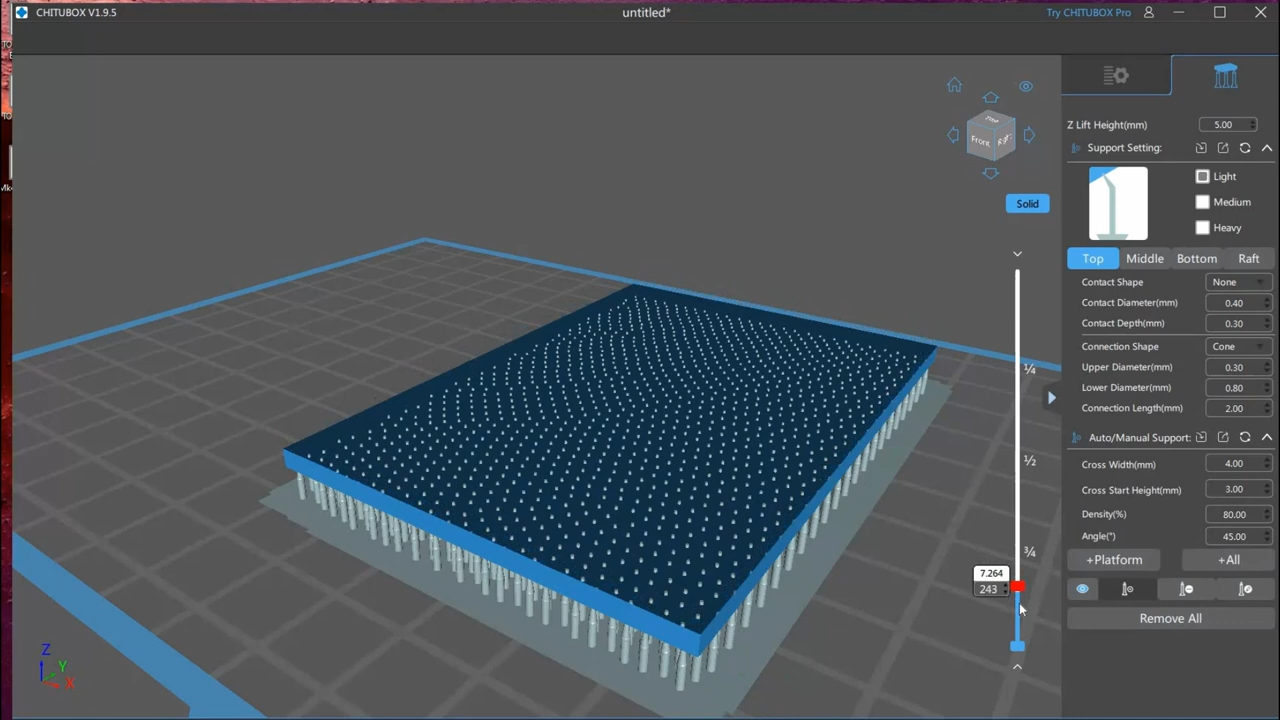 CHITUBOX V1.9.5
untitled*
Try CHITUBOX Pro
Z Lift Height(mm) 5.00
Support Setting:
Light
Medium
Heavy
Top Middle Bottom Raft
Contact Shape None
Contact Diameter(mm) 0.40
Contact Depth(mm) 0.30
Connection Shape Cone
Upper Diameter(mm) 0.30
Lower Diameter(mm) 0.80
Connection Length(mm) 2.00
Auto/Manual Support:
Cross Width(mm) 4.00
Cross Start Height(mm) 3.00
Density(%) 80.00
Angle(°) 45.00
+Platform +All
Remove All
Top
Front Right
Solid
¼
½
¾
7.264
243
Z
Y
X